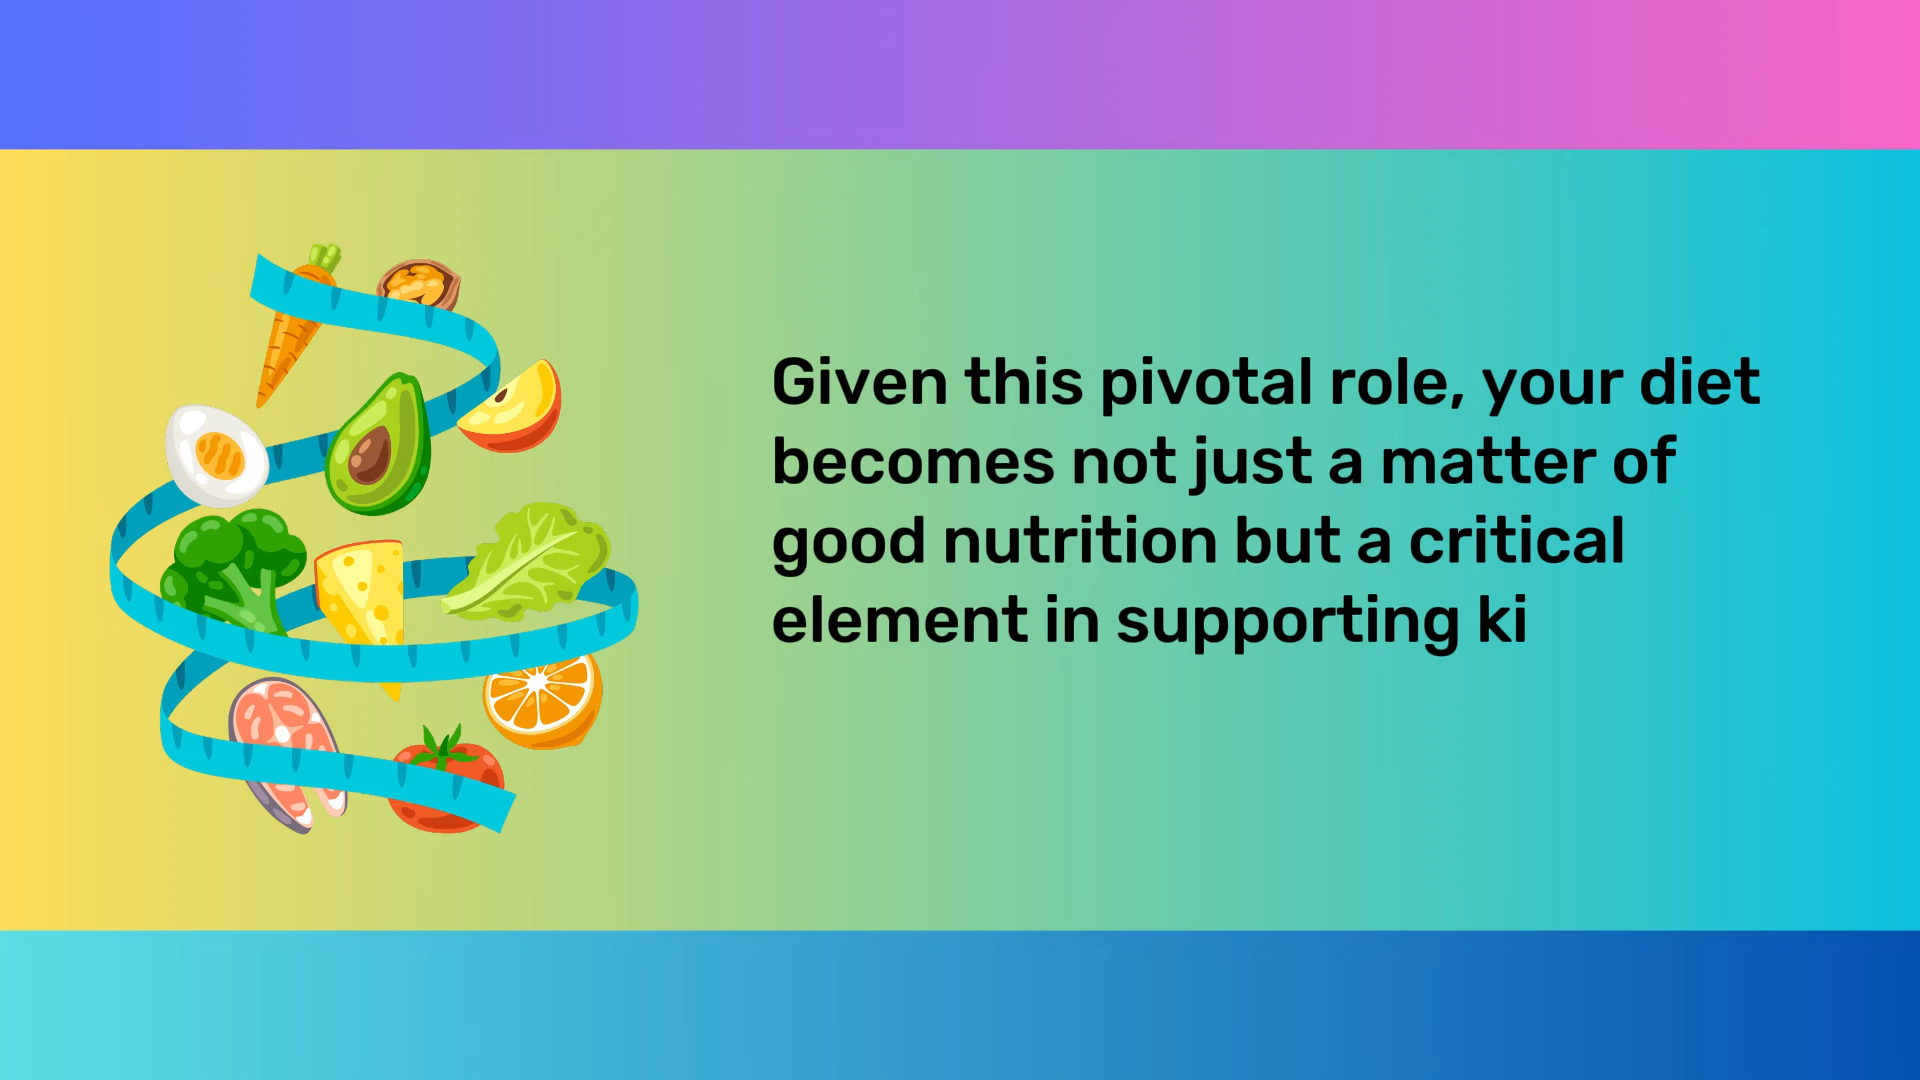 Given this pivotal role, your diet
becomes not just a matter of
good nutrition but a critical
element in supporting ki